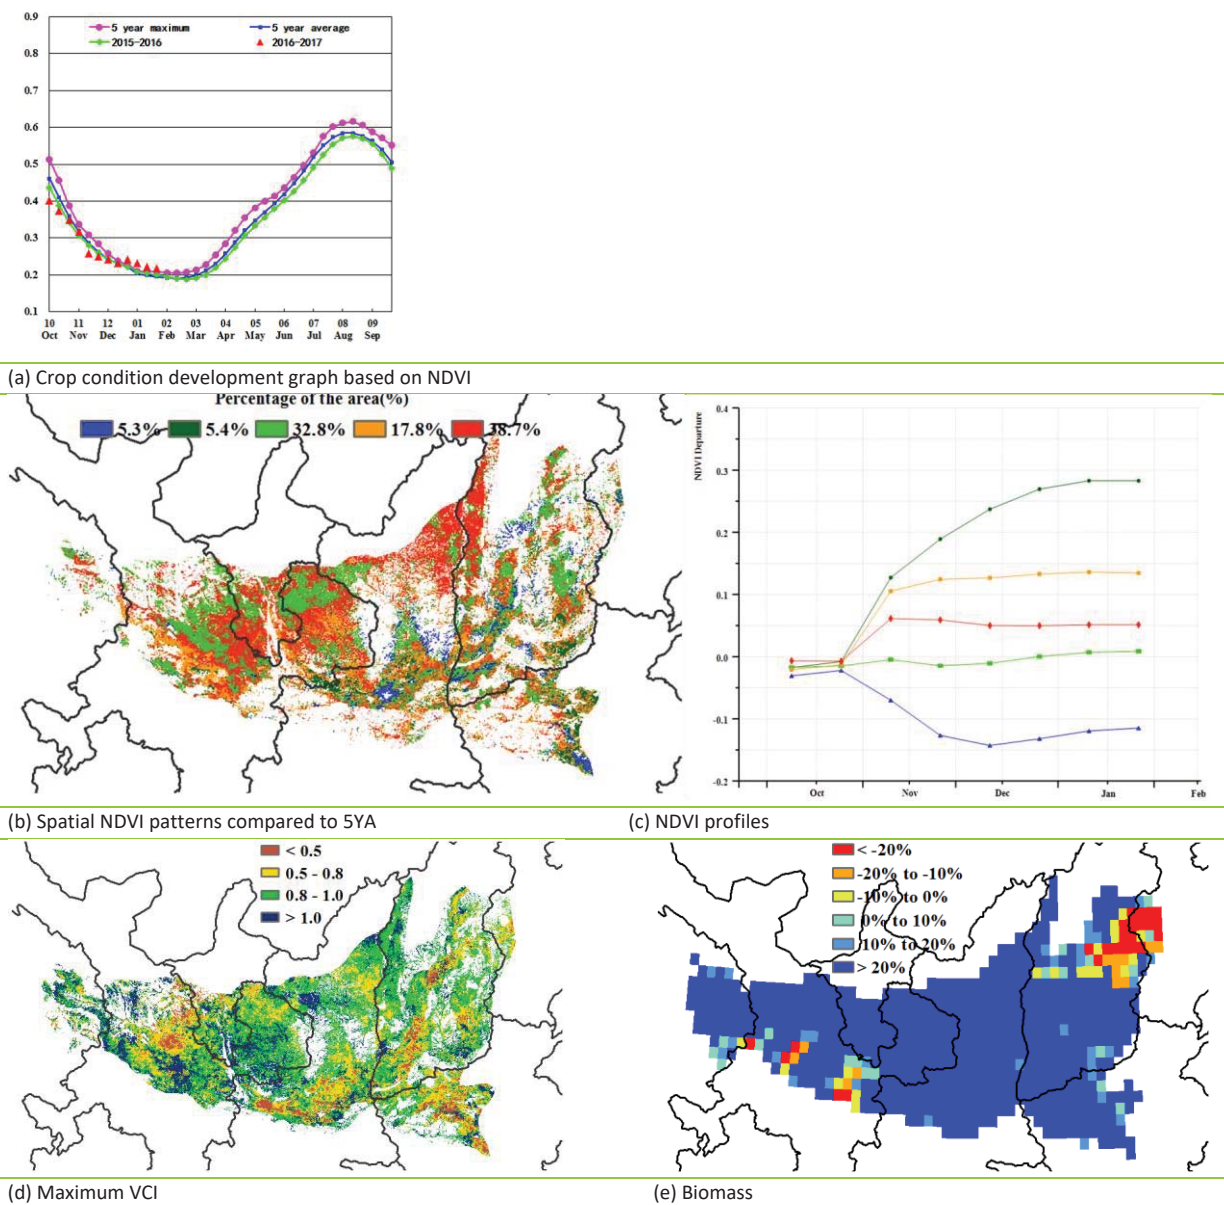 0.9
5 year maximum
5 year average
2015-2016
2016-2017
0.8
0.7
0.6
0.5
0.4
0.3
0.2
0.1
10 11 12 01 02 03 04 05 06 07 08 09
Oct Nov Dec Jan Feb Mar Apr May Jun Jul Aug Sep
(a) Crop condition development graph based on NDVI
Percentage of the area(%)
5.3% 5.4% 32.8% 17.8% 38.7%
NDVI Departure
0.4
0.3
0.2
0.1
0.0
-0.1
-0.2
Oct Nov Dec Jan Feb
(b) Spatial NDVI patterns compared to 5YA
(c) NDVI profiles
< 0.5
0.5 - 0.8
0.8 - 1.0
> 1.0
< -20%
-20% to -10%
-10% to 0%
0% to 10%
10% to 20%
> 20%
(d) Maximum VCI
(e) Biomass